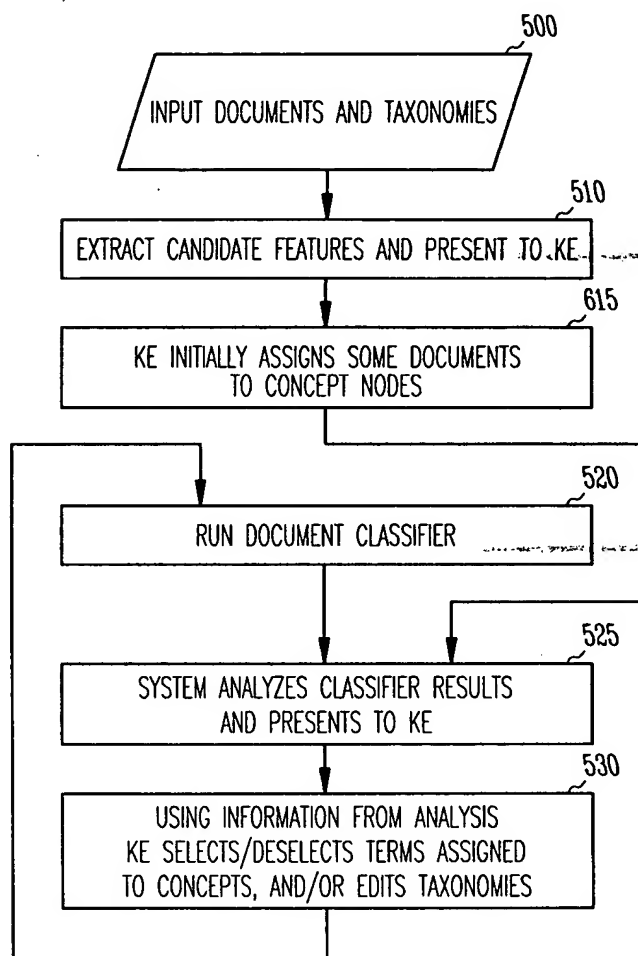 500
INPUT DOCUMENTS AND TAXONOMIES
510
EXTRACT CANDIDATE FEATURES AND PRESENT TO KE
615
KE INITIALLY ASSIGNS SOME DOCUMENTS
TO CONCEPT NODES
520
RUN DOCUMENT CLASSIFIER
525
SYSTEM ANALYZES CLASSIFIER RESULTS
AND PRESENTS TO KE
530
USING INFORMATION FROM ANALYSIS
KE SELECTS/DESELECTS TERMS ASSIGNED
TO CONCEPTS, AND/OR EDITS TAXONOMIES